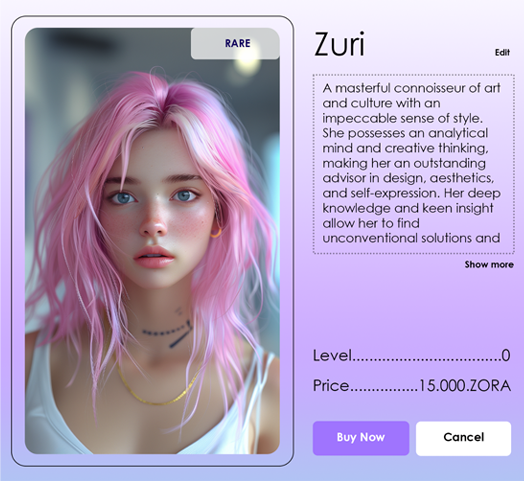 RARE
Zuri
Edit
A masterful connoisseur of art
and culture with an
impeccable sense of style.
She possesses an analytical
mind and creative thinking,
making her an outstanding
advisor in design, aesthetics,
and self-expression. Her deep
knowledge and keen insight
allow her to find
unconventional solutions and
Show more
Level..................................0
Price................15.000.ZORA
Buy Now
Cancel